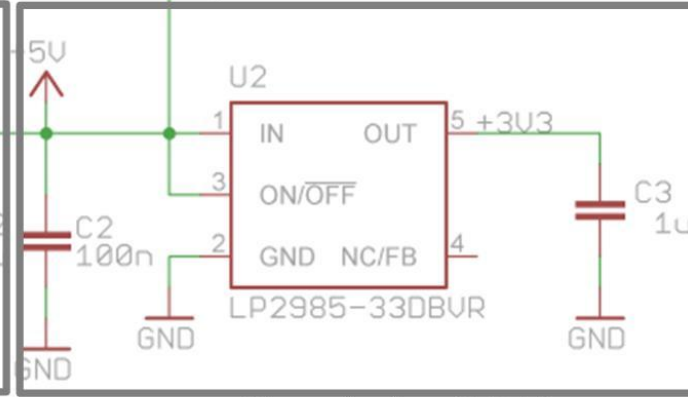 +5V
U2
1 IN OUT 5 +3V3
3 ON/OFF
C2
100n
2 GND NC/FB 4
C3
1u
LP2985-33DBVR
GND
GND
GND